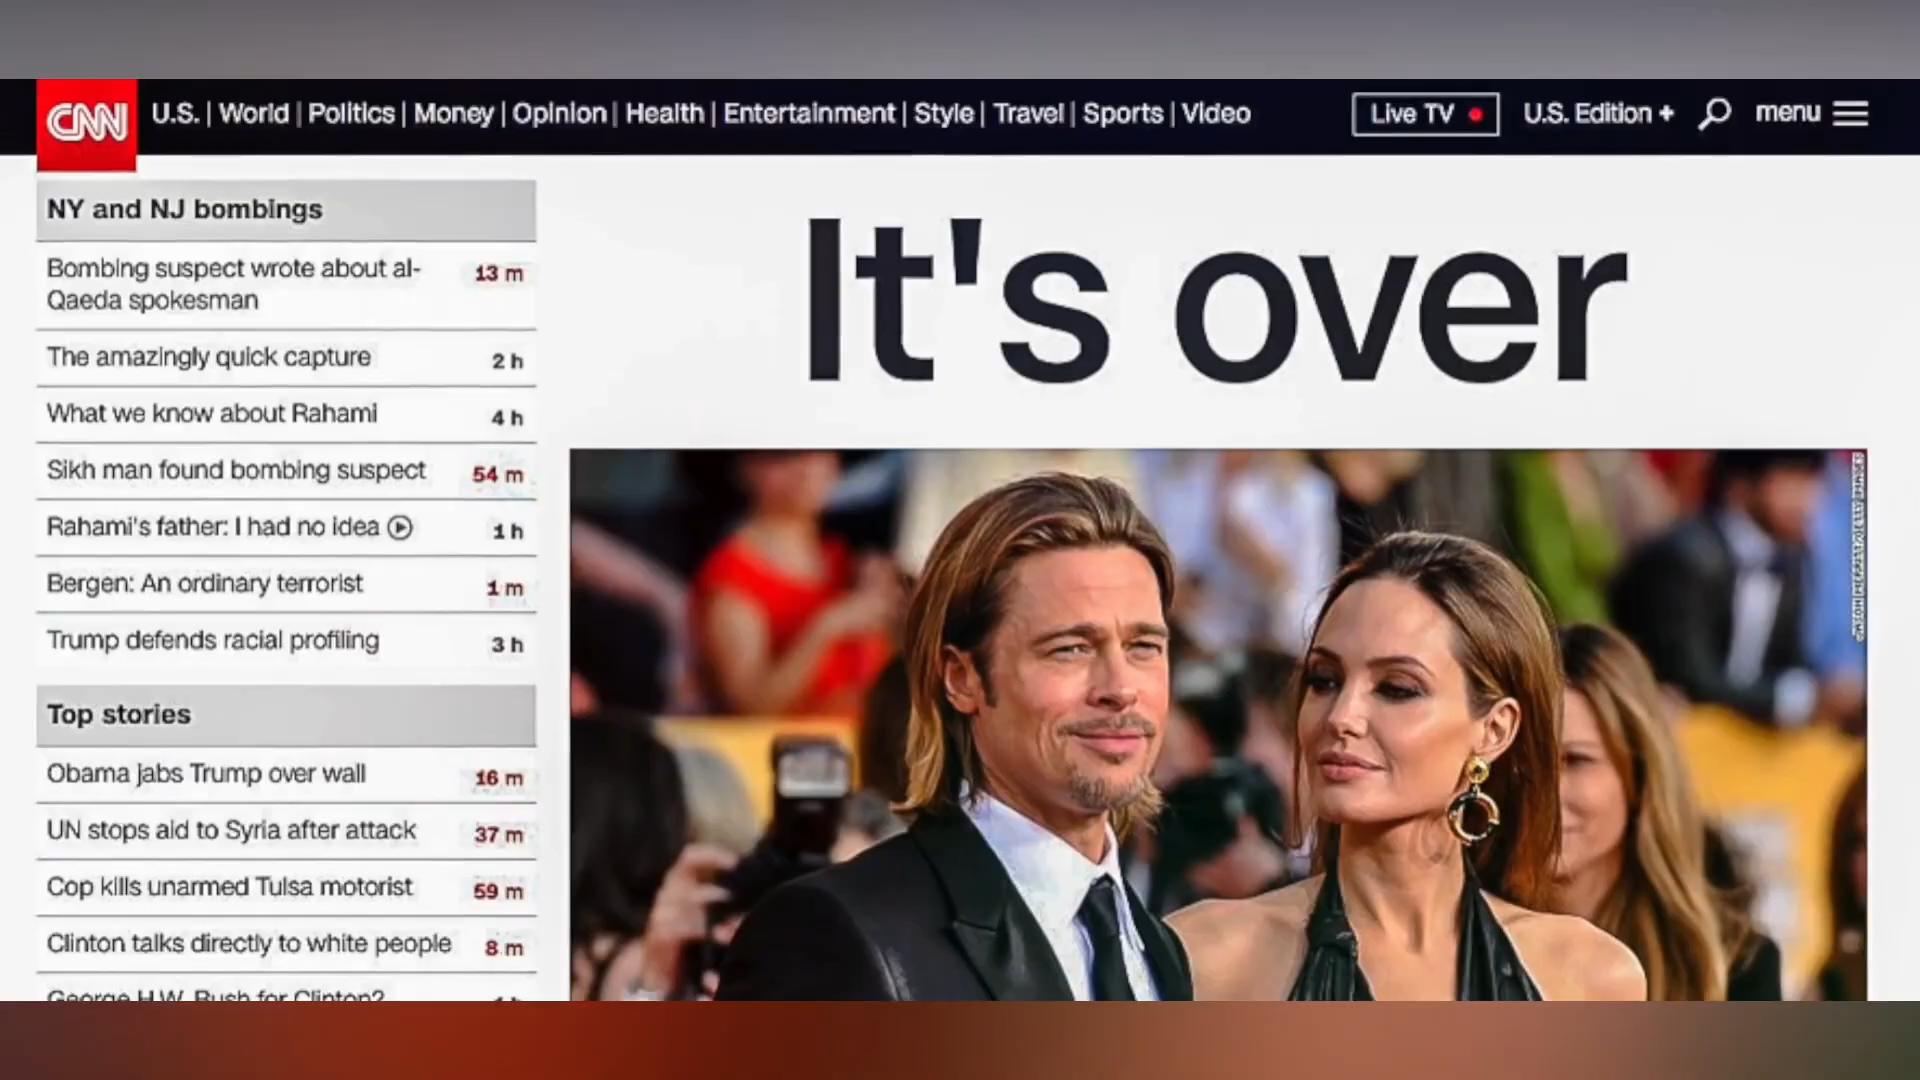 CNN
U.S. | World | Politics | Money | Opinion | Health | Entertainment | Style | Travel | Sports | Video
Live TV
U.S. Edition +
menu
NY and NJ bombings
Bombing suspect wrote about al-
Qaeda spokesman
13 m
The amazingly quick capture
2 h
What we know about Rahami
4 h
Sikh man found bombing suspect
54 m
Rahami's father: I had no idea
1 h
Bergen: An ordinary terrorist
1 m
Trump defends racial profiling
3 h
Top stories
Obama jabs Trump over wall
16 m
UN stops aid to Syria after attack
37 m
Cop kills unarmed Tulsa motorist
59 m
Clinton talks directly to white people
8 m
George H.W. Bush for Clinton?
It's over